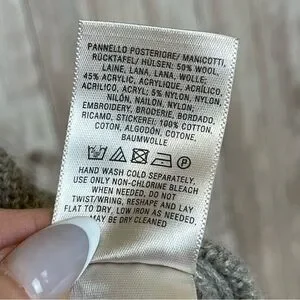 PANNELLO POSTERIORE/ MANICOTTI,
RÜCKTAFEL/ HÜLSEN: 50% WOOL,
LAINE, LANA, LANA, WOLLE;
45% ACRYLIC, ACRYLIQUE, ACRILICO,
ACRÍLICO, ACRYL; 5% NYLON, NYLON,
NILÓN, NAILON, NYLON;
EMBROIDERY, BRODERIE, BORDADO,
RICAMO, STICKEREI: 100% COTTON,
COTON, ALGODÓN, COTONE,
BAUMWOLLE
P
HAND WASH COLD SEPARATELY,
USE ONLY NON-CHLORINE BLEACH
WHEN NEEDED, DO NOT
TWIST/WRING, RESHAPE AND LAY
FLAT TO DRY, LOW IRON AS NEEDED,
MAY BE DRY CLEANED